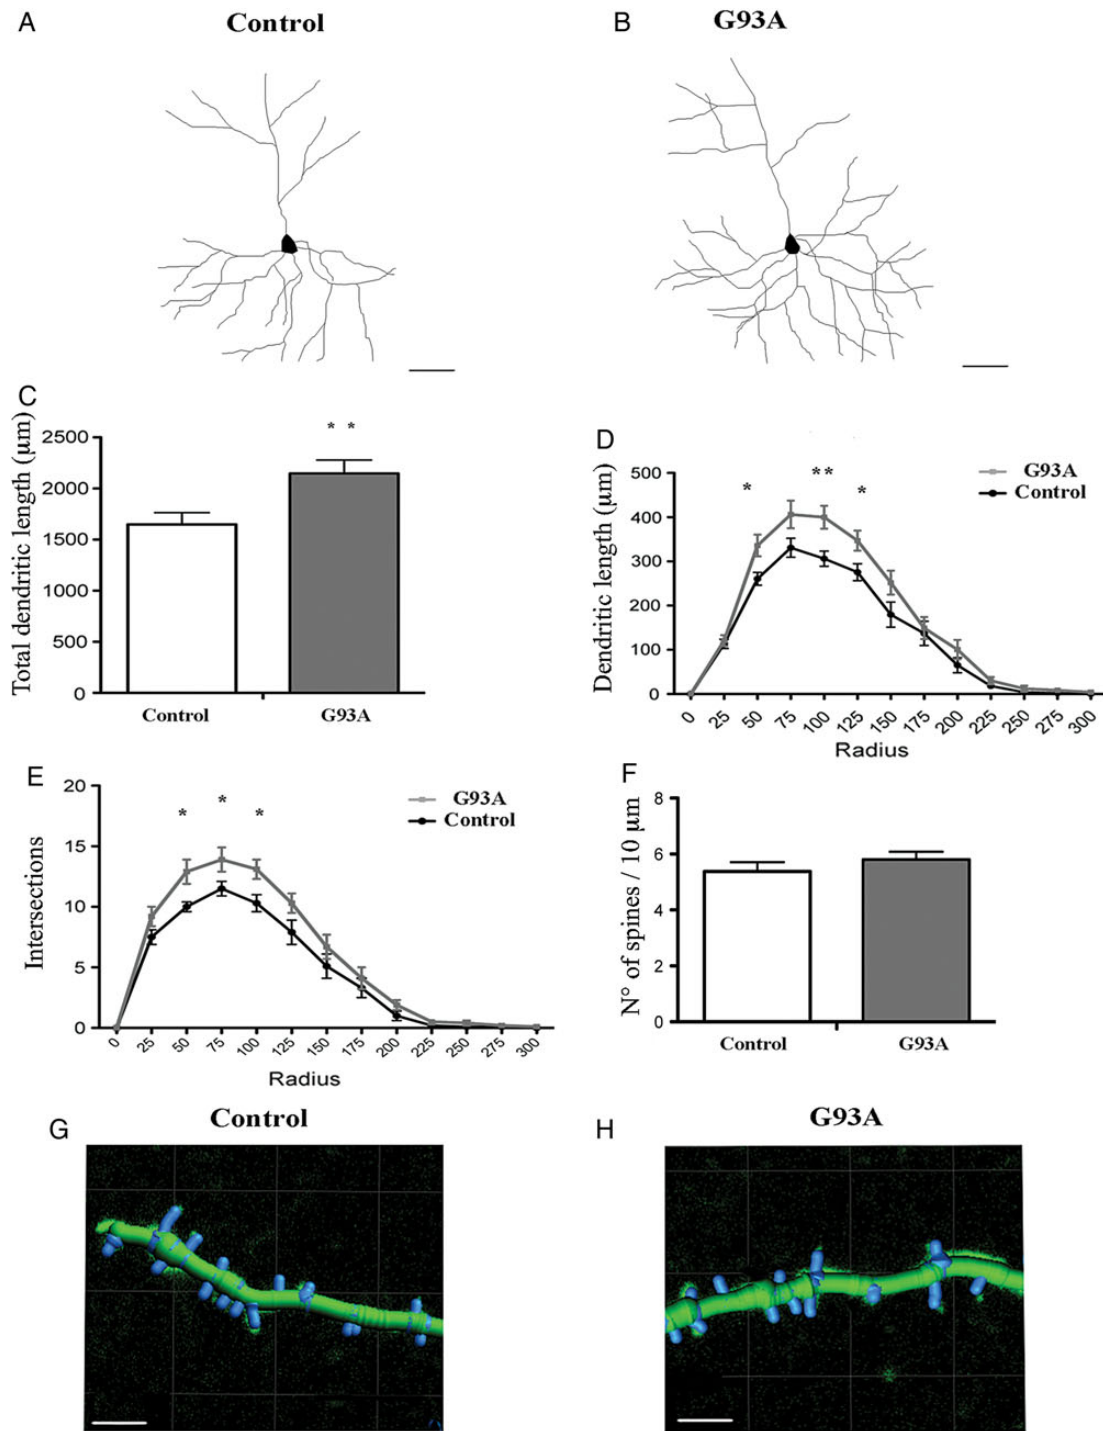 A
Control
B
G93A
C
Total dendritic length (µm)
2500
2000
1500
1000
500
0
* *
Control
G93A
D
Dendritic length (µm)
500
400
300
200
100
0
*
**
*
G93A
Control
0 25 50 75 100 125 150 175 200 225 250 275 300
Radius
E
Intersections
20
15
10
5
0
*
*
*
G93A
Control
0 25 50 75 100 125 150 175 200 225 250 275 300
Radius
F
N° of spines / 10 µm
8
6
4
2
0
Control
G93A
G
Control
H
G93A